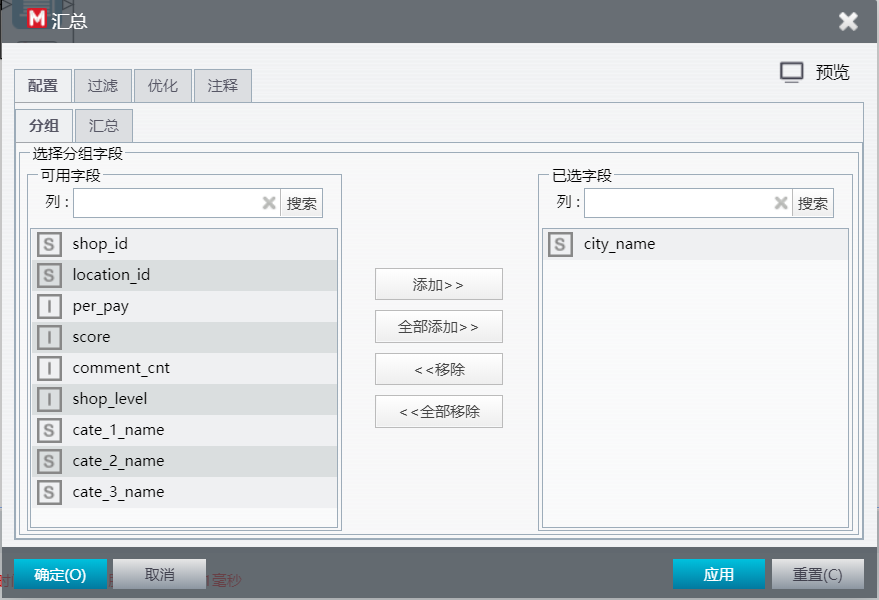 M 汇总
预览
配置 过滤 优化 注释
分组 汇总
选择分组字段
可用字段
列： 搜索
S shop_id
S location_id
I per_pay
I score
I comment_cnt
I shop_level
S cate_1_name
S cate_2_name
S cate_3_name
添加>>
全部添加>>
<<移除
<<全部移除
已选字段
列： 搜索
S city_name
确定(O) 取消 毫秒 应用 重置(C)